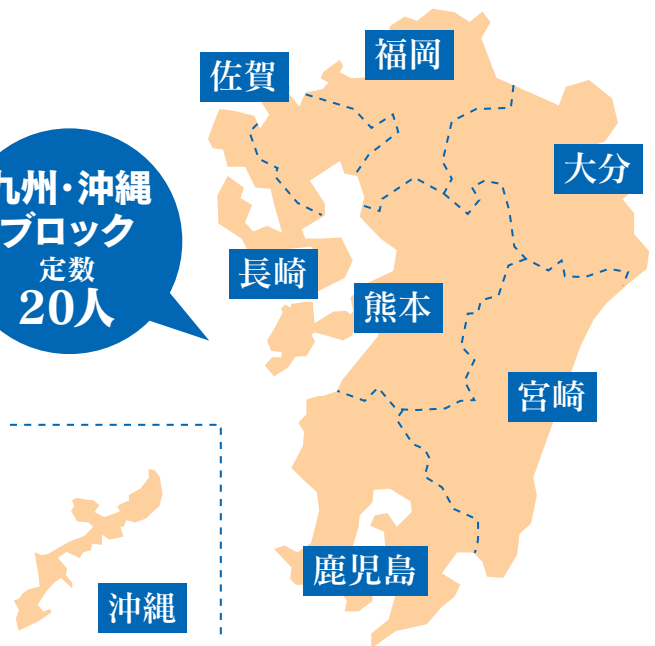 福岡
佐賀
大分
九州・沖縄
ブロック
定数
20人
長崎
熊本
宮崎
鹿児島
沖縄